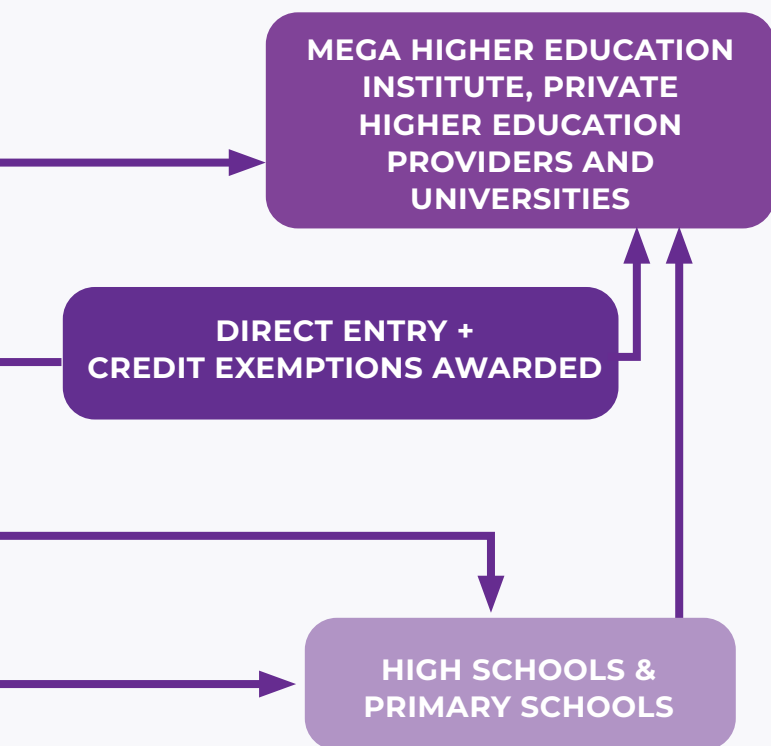 MEGA HIGHER EDUCATION
INSTITUTE, PRIVATE
HIGHER EDUCATION
PROVIDERS AND
UNIVERSITIES
DIRECT ENTRY +
CREDIT EXEMPTIONS AWARDED
HIGH SCHOOLS &
PRIMARY SCHOOLS